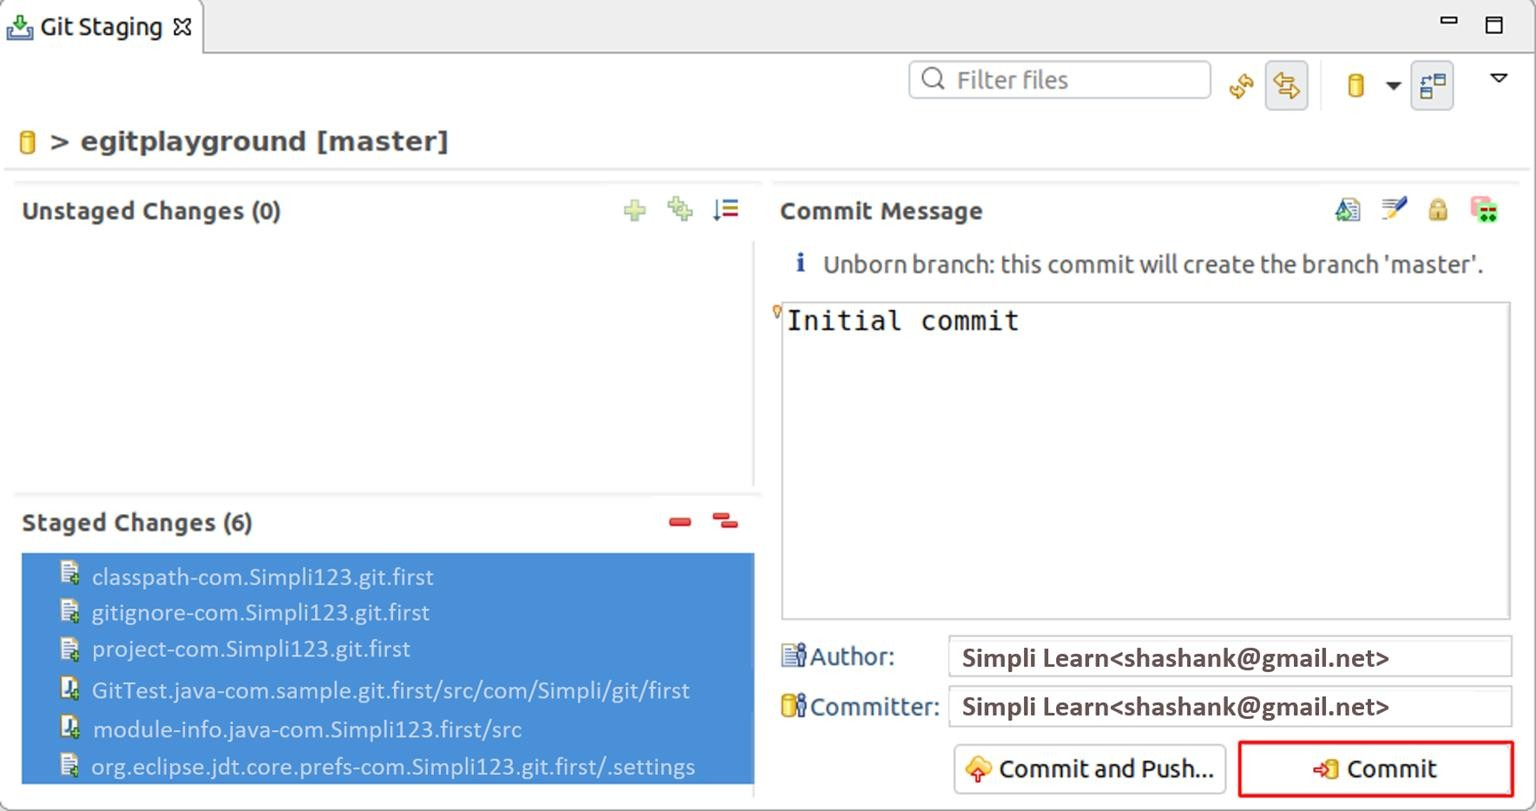 Git Staging
Filter files
> egitplayground [master]
Unstaged Changes (0)
Commit Message
Unborn branch: this commit will create the branch 'master'.
Initial commit
Staged Changes (6)
classpath-com.Simpli123.git.first
gitignore-com.Simpli123.git.first
project-com.Simpli123.git.first
GitTest.java-com.sample.git.first/src/com/Simpli/git/first
module-info.java-com.Simpli123.first/src
org.eclipse.jdt.core.prefs-com.Simpli123.git.first/.settings
Author: Simpli Learn<shashank@gmail.net>
Committer: Simpli Learn<shashank@gmail.net>
Commit and Push... Commit